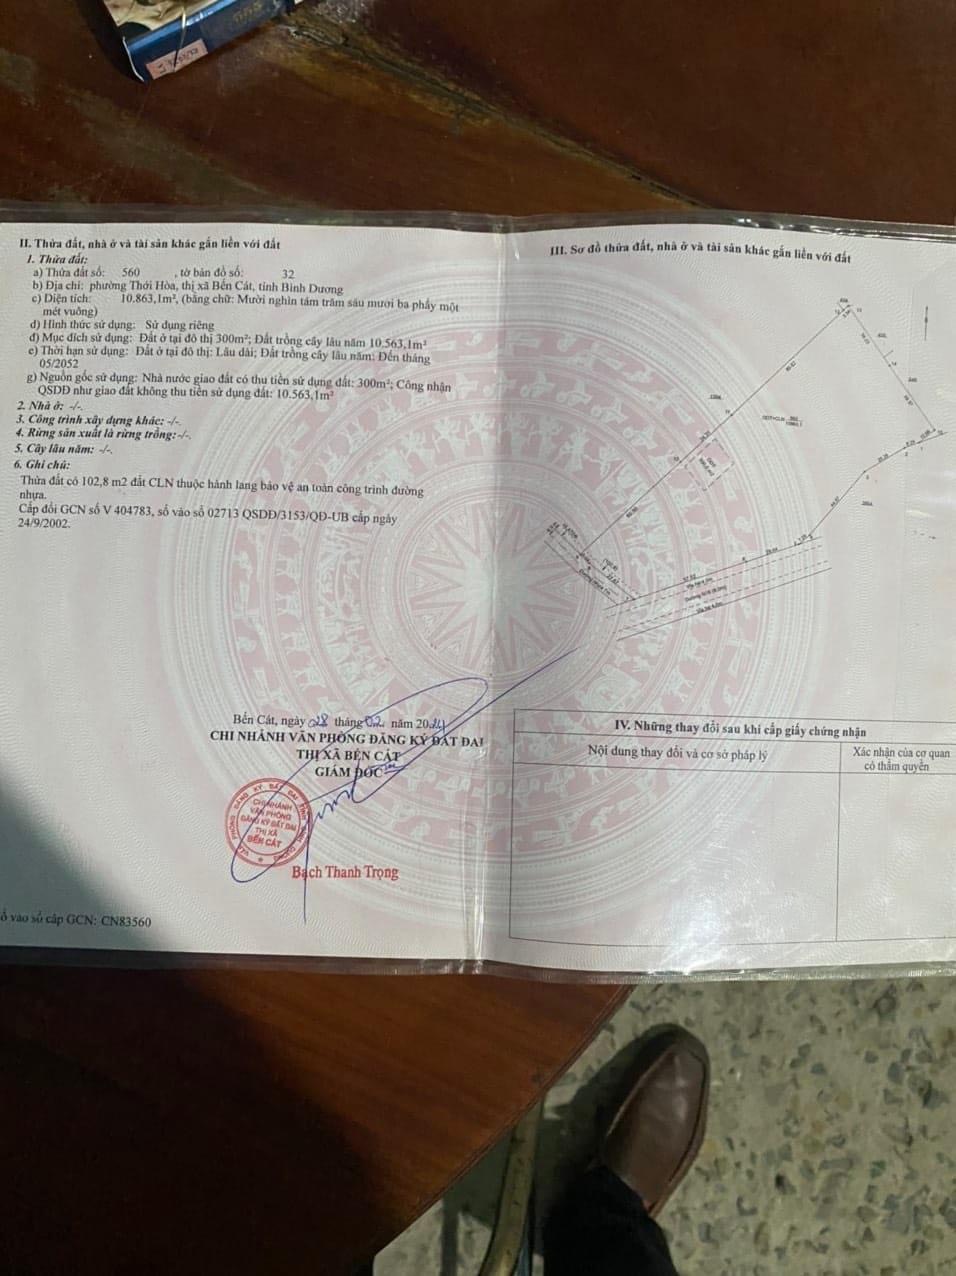 II. Thửa đất, nhà ở và tài sản khác gắn liền với đất
1. Thửa đất:
a) Thửa đất số: 560 , tờ bản đồ số: 32
b) Địa chỉ: phường Thới Hòa, thị xã Bến Cát, tỉnh Bình Dương
c) Diện tích: 10.863,1m², (bằng chữ: Mười nghìn tám trăm sáu mươi ba phẩy một
mét vuông)
d) Hình thức sử dụng: Sử dụng riêng
đ) Mục đích sử dụng: Đất ở tại đô thị 300m²; Đất trồng cây lâu năm 10.563,1m²
e) Thời hạn sử dụng: Đất ở tại đô thị: Lâu dài; Đất trồng cây lâu năm: Đến tháng
05/2052
g) Nguồn gốc sử dụng: Nhà nước giao đất có thu tiền sử dụng đất: 300m²; Công nhận
QSDĐ như giao đất không thu tiền sử dụng đất: 10.563,1m²
2. Nhà ở: -/-.
3. Công trình xây dựng khác: -/-.
4. Rừng sản xuất là rừng trồng: -/-.
5. Cây lâu năm: -/-.
6. Ghi chú:
Thửa đất có 102,8 m2 đất CLN thuộc hành lang bảo vệ an toàn công trình đường
nhựa.
Cấp đổi GCN số V 404783, số vào sổ 02713 QSDĐ/3153/QĐ-UB cấp ngày
24/9/2002.
Bến Cát, ngày 28 tháng 02 năm 2024
CHI NHÁNH VĂN PHÒNG ĐĂNG KÝ ĐẤT ĐAI
THỊ XÃ BẾN CÁT
GIÁM ĐỐC
CHI NHÁNH
VĂN PHÒNG
ĐĂNG KÝ ĐẤT ĐAI
THỊ XÃ
BẾN CÁT
Bạch Thanh Trọng
ố vào sổ cấp GCN: CN83560
III. Sơ đồ thửa đất, nhà ở và tài sản khác gắn liền với đất
IV. Những thay đổi sau khi cấp giấy chứng nhận
Nội dung thay đổi và cơ sở pháp lý
Xác nhận của cơ quan
có thẩm quyền